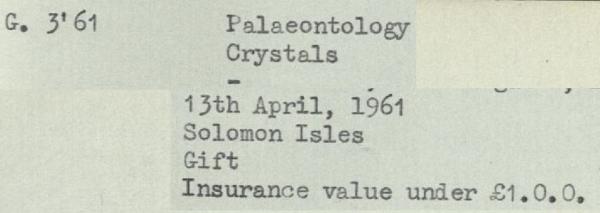 G. 3'61 Palaeontology
Crystals
-
13th April, 1961
Solomon Isles
Gift
Insurance value under £1.0.0.